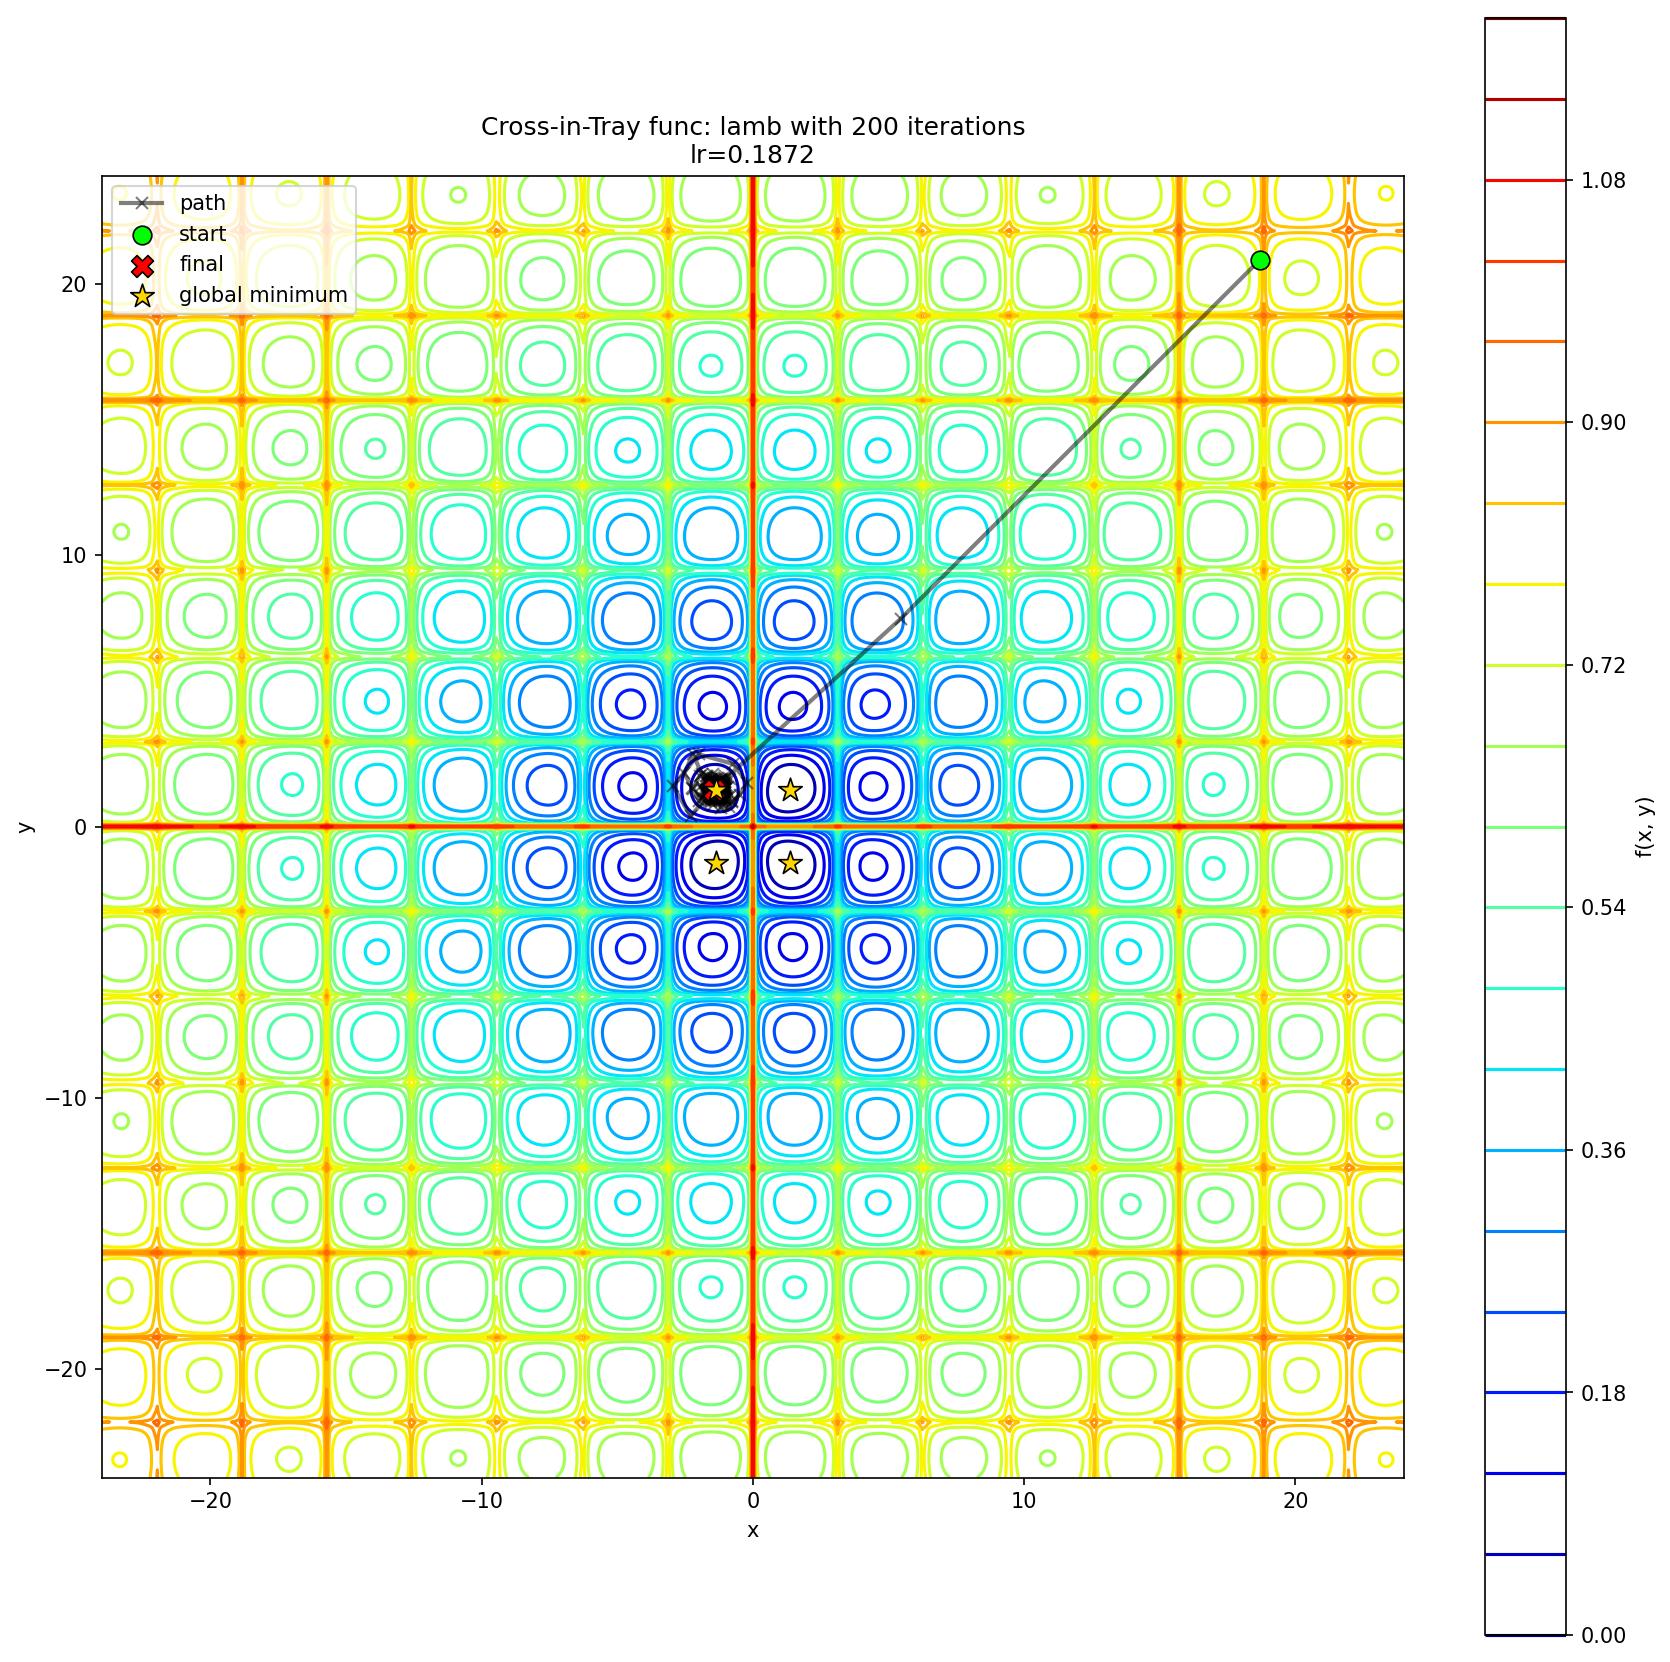 Cross-in-Tray func: lamb with 200 iterations
lr=0.1872
path
start
final
global minimum
20
10
0
−10
−20
y
−20
−10
0
10
20
x
1.08
0.90
0.72
0.54
0.36
0.18
0.00
f(x, y)